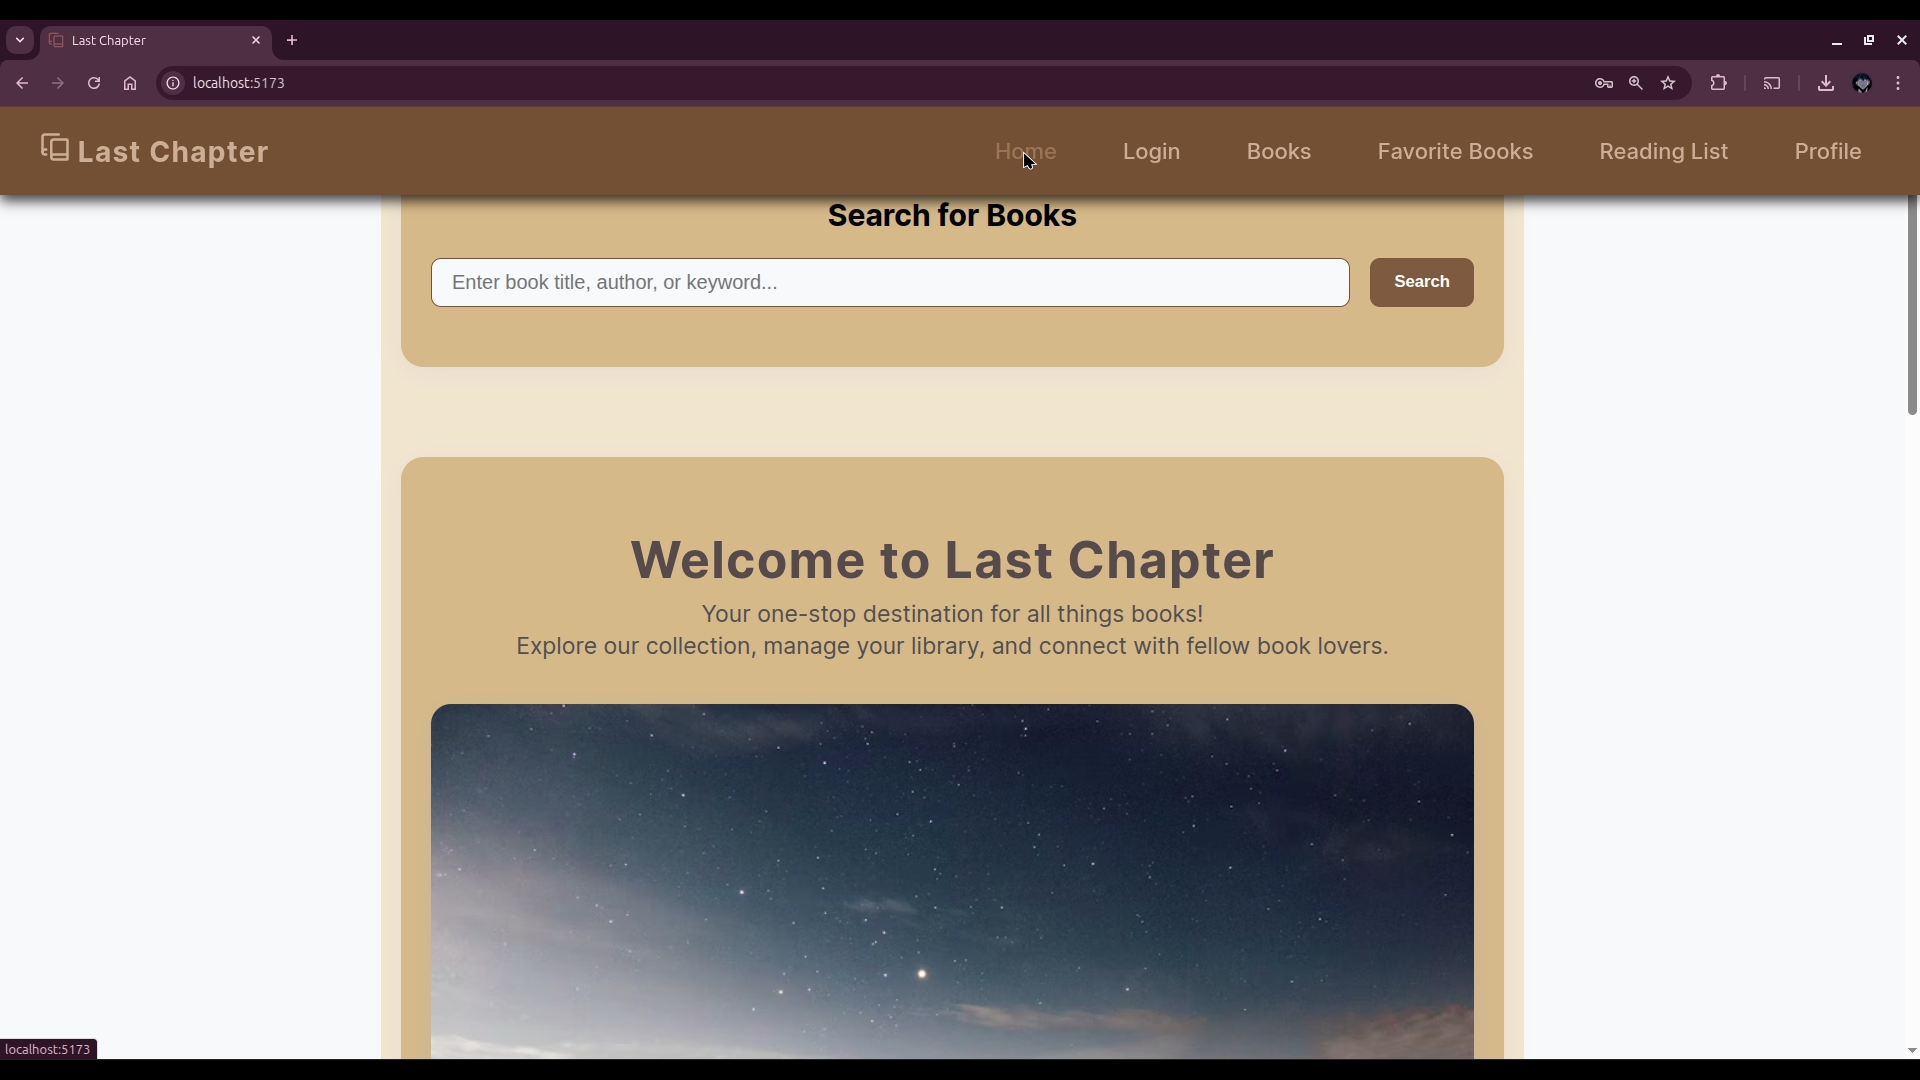 Last Chapter
localhost:5173
Last Chapter
Home Login Books Favorite Books Reading List Profile
Search for Books
Enter book title, author, or keyword...
Search
Welcome to Last Chapter
Your one-stop destination for all things books!
Explore our collection, manage your library, and connect with fellow book lovers.
localhost:5173